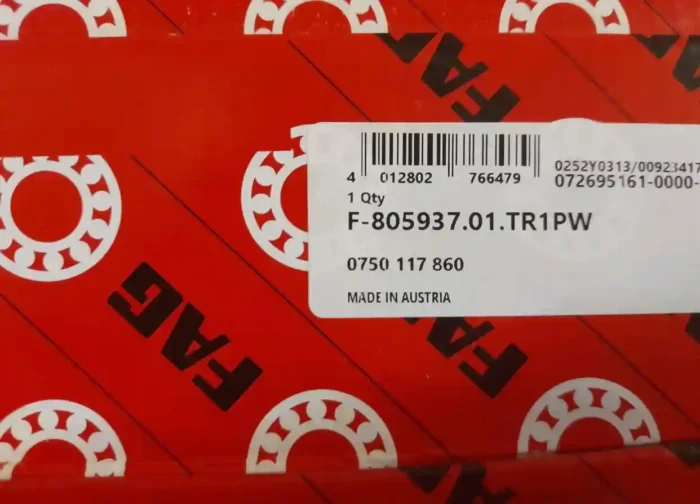 FAG
FAG
FAG
FAG
4 012802 766479
0252Y0313/00923417
072695161-0000-
1 Qty
F-805937.01.TR1PW
0750 117 860
MADE IN AUSTRIA